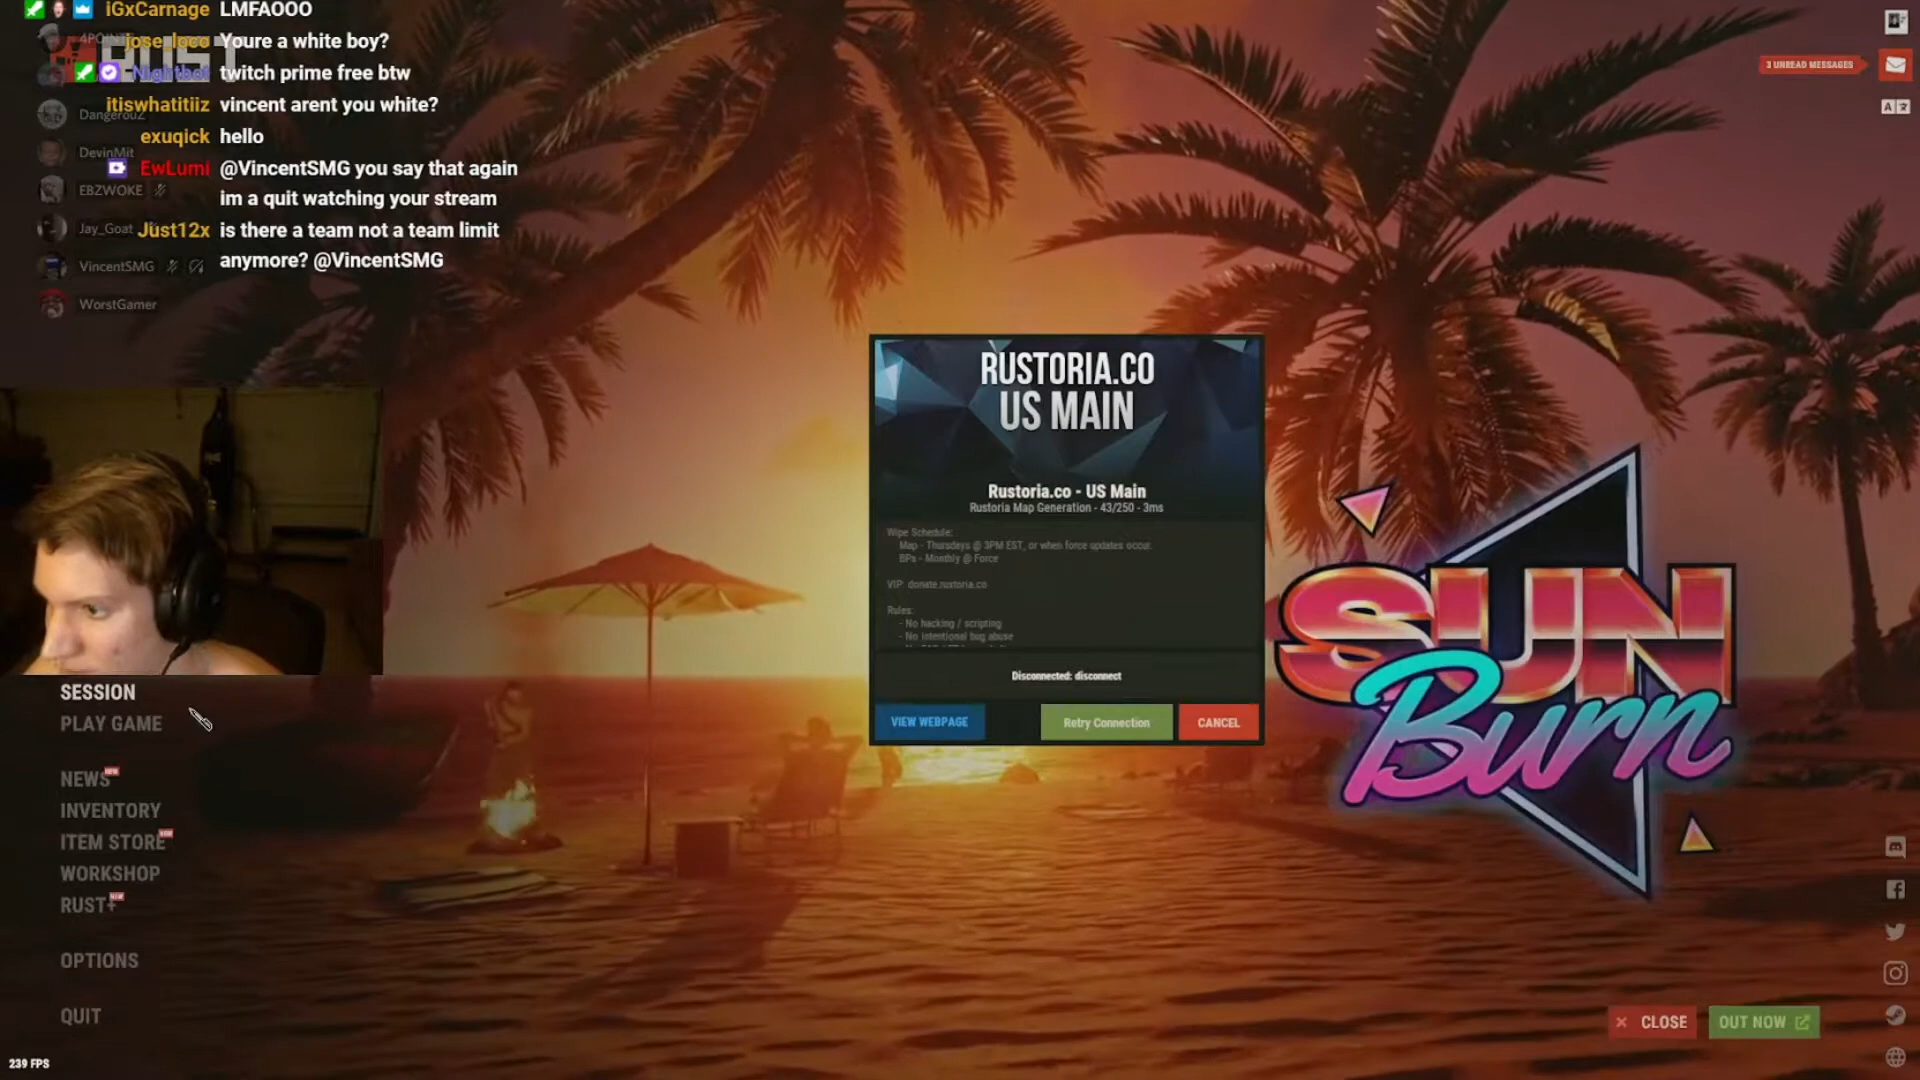 iGxCarnage LMFAOOO
jose_loco Youre a white boy?
Nightbot twitch prime free btw
itiswhatitiiz vincent arent you white?
exuqick hello
EwLumi @VincentSMG you say that again
im a quit watching your stream
Just12x is there a team not a team limit
anymore? @VincentSMG
RUST
DangerouZ
DevinMit
EBZWOKE
Jay_Goat
VincentSMG
WorstGamer
3 UNREAD MESSAGES
RUSTORIA.CO
US MAIN
Rustoria.co - US Main
Rustoria Map Generation - 43/250 - 3ms
Wipe Schedule:
Map - Thursdays @ 3PM EST, or when force updates occur.
BPs - Monthly @ Force
VIP: donate.rustoria.co
Rules:
- No hacking / scripting
- No intentional bug abuse
Disconnected: disconnect
VIEW WEBPAGE
Retry Connection
CANCEL
SUN
Burn
SESSION
PLAY GAME
NEWS
INVENTORY
ITEM STORE
WORKSHOP
RUST+
OPTIONS
QUIT
CLOSE
OUT NOW
239 FPS